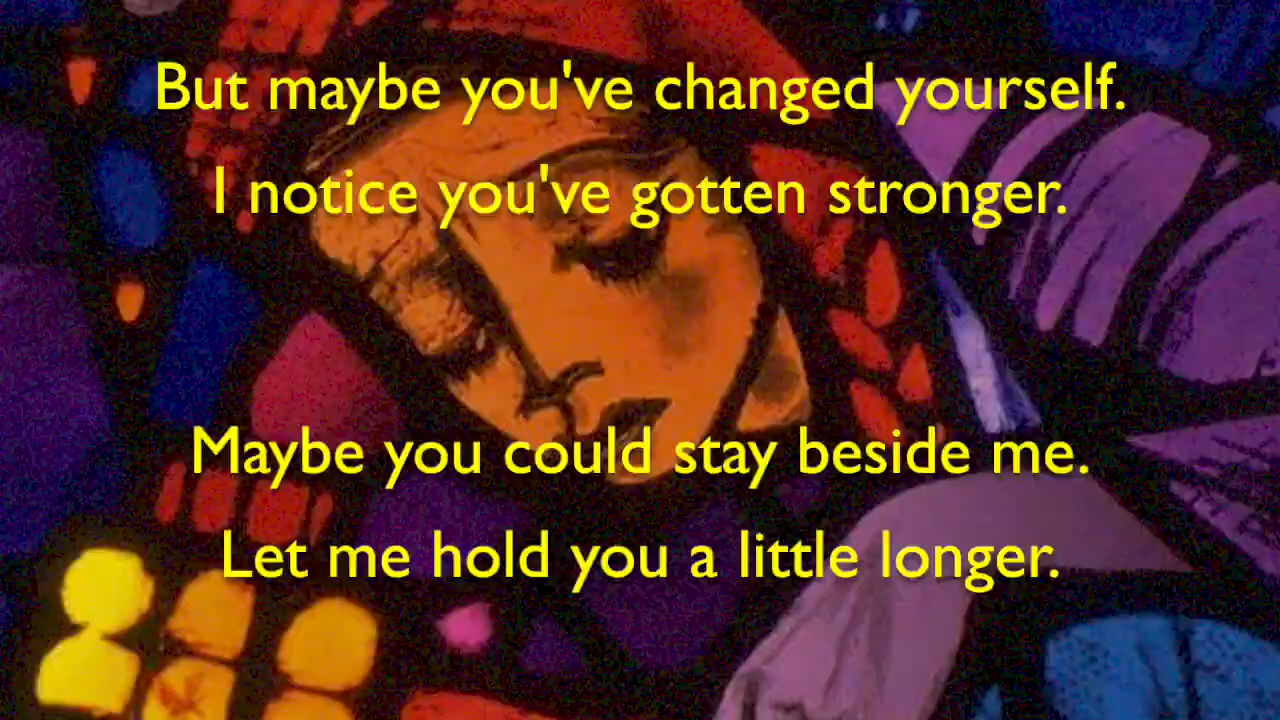 But maybe you've changed yourself.
I notice you've gotten stronger.
Maybe you could stay beside me.
Let me hold you a little longer.